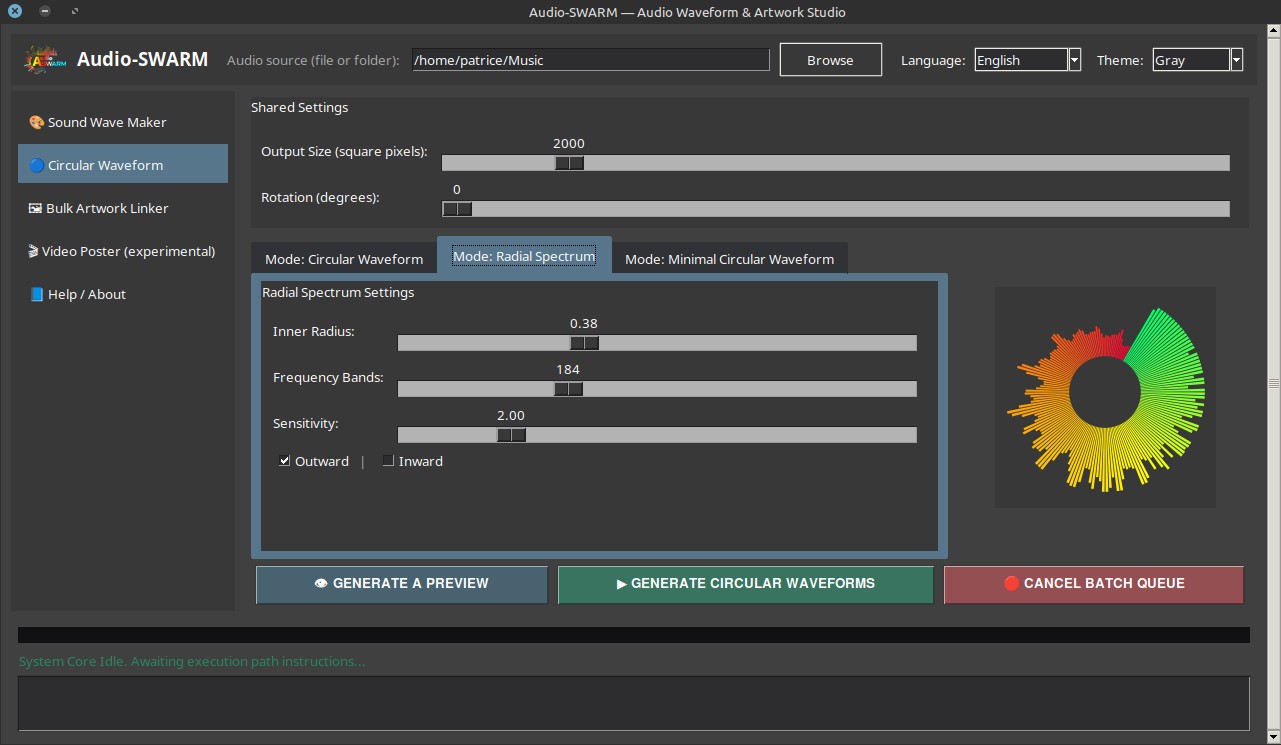 Audio-SWARM — Audio Waveform & Artwork Studio
Audio-SWARM
Audio source (file or folder):
/home/patrice/Music
Browse
Language:
English
Theme:
Gray
Sound Wave Maker
Circular Waveform
Bulk Artwork Linker
Video Poster (experimental)
Help / About
Shared Settings
2000
Output Size (square pixels):
0
Rotation (degrees):
Mode: Circular Waveform
Mode: Radial Spectrum
Mode: Minimal Circular Waveform
Radial Spectrum Settings
0.38
Inner Radius:
184
Frequency Bands:
2.00
Sensitivity:
Outward |
Inward
GENERATE A PREVIEW
GENERATE CIRCULAR WAVEFORMS
CANCEL BATCH QUEUE
System Core Idle. Awaiting execution path instructions...